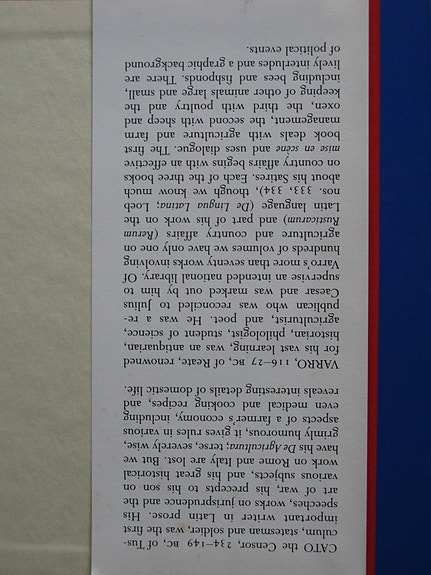 CATO the Censor, 234–149 BC, of Tus-
culum, statesman and soldier, was the first
important writer in Latin prose. His
speeches, works on jurisprudence and the
art of war, his precepts to his son on
various subjects, and his great historical
work on Rome and Italy are lost. But we
have his De Agricultura; terse, severely wise,
grimly humorous, it gives rules in various
aspects of a farmer's economy, including
even medical and cooking recipes, and
reveals interesting details of domestic life.
VARRO, 116–27 BC, of Reate, renowned
for his vast learning, was an antiquarian,
historian, philologist, student of science,
agriculturist, and poet. He was a re-
publican who was reconciled to Julius
Caesar and was marked out by him to
supervise an intended national library. Of
Varro's more than seventy works involving
hundreds of volumes we have only one on
agriculture and country affairs (Rerum
Rusticarum) and part of his work on the
Latin language (De Lingua Latina; Loeb
nos. 333, 334), though we know much
about his Satires. Each of the three books
on country affairs begins with an effective
mise en scène and uses dialogue. The first
book deals with agriculture and farm
management, the second with sheep and
oxen, the third with poultry and the
keeping of other animals large and small,
including bees and fishponds. There are
lively interludes and a graphic background
of political events.